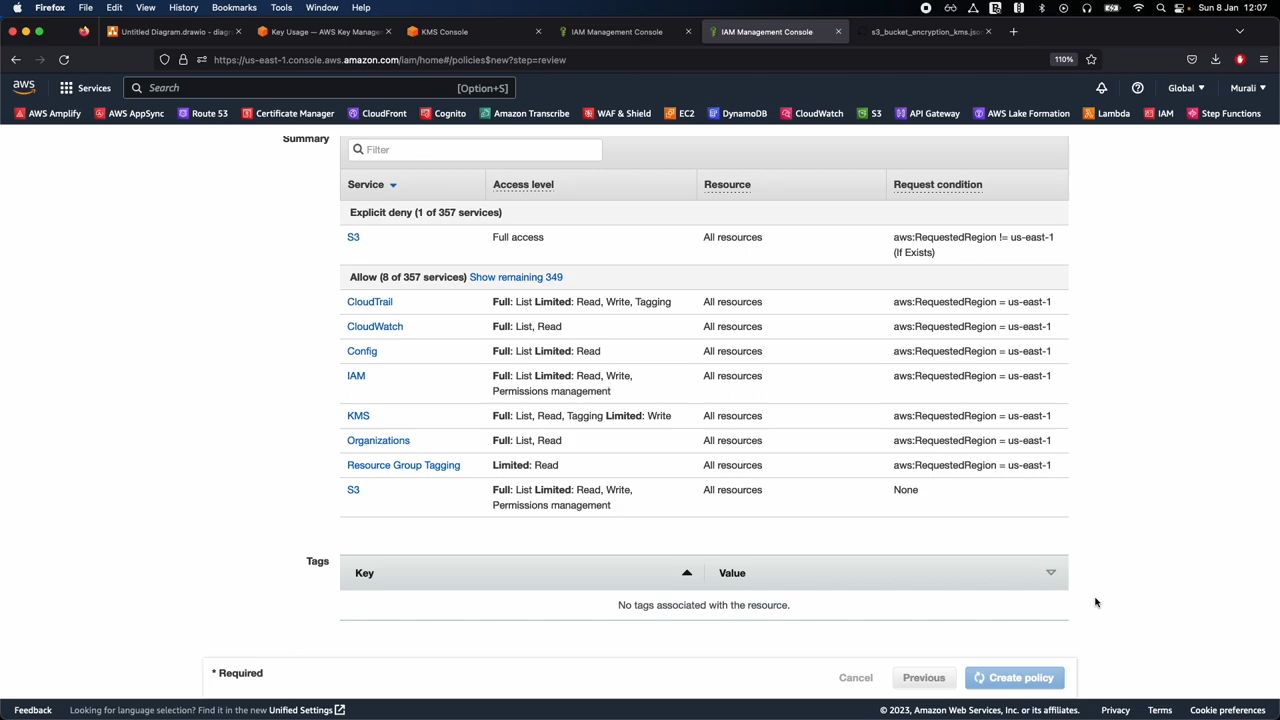 Firefox File Edit View History Bookmarks Tools Window Help Sun 8 Jan 12:07
Untitled Diagram.drawio - diag Key Usage — AWS Key Manage KMS Console IAM Management Console IAM Management Console s3_bucket_encryption_kms.jso
https://us-east-1.console.aws.amazon.com/iam/home#/policies$new?step=review 110%
aws Services Search [Option+S] Global Murali
AWS Amplify AWS AppSync Route 53 Certificate Manager CloudFront Cognito Amazon Transcribe WAF & Shield EC2 DynamoDB CloudSearch S3 API Gateway AWS Lake Formation Lambda IAM Step Functions
Summary Filter
Service Access level Resource Request condition
Explicit deny (1 of 357 services)
S3 Full access All resources aws:RequestedRegion != us-east-1
(If Exists)
Allow (8 of 357 services) Show remaining 349
CloudTrail Full: List Limited: Read, Write, Tagging All resources aws:RequestedRegion = us-east-1
CloudWatch Full: List, Read All resources aws:RequestedRegion = us-east-1
Config Full: List Limited: Read All resources aws:RequestedRegion = us-east-1
IAM Full: List Limited: Read, Write, All resources aws:RequestedRegion = us-east-1
Permissions management
KMS Full: List, Read, Tagging Limited: Write All resources aws:RequestedRegion = us-east-1
Organizations Full: List, Read All resources aws:RequestedRegion = us-east-1
Resource Group Tagging Limited: Read All resources aws:RequestedRegion = us-east-1
S3 Full: List Limited: Read, Write, All resources None
Permissions management
Tags Key Value
No tags associated with the resource.
* Required Cancel Previous Create policy
Feedback Looking for language selection? Find it in the new Unified Settings © 2023, Amazon Web Services, Inc. or its affiliates. Privacy Terms Cookie preferences